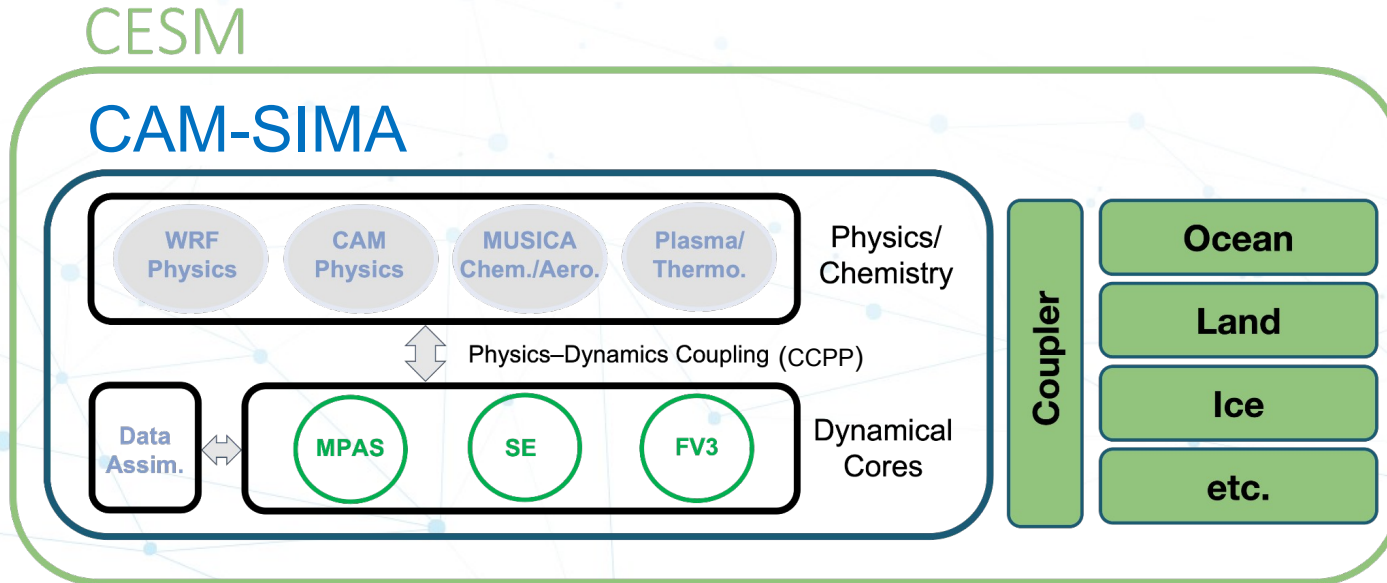 CESM
CAM-SIMA
WRF
Physics
CAM
Physics
MUSICA
Chem./Aero.
Plasma/
Thermo.
Physics/
Chemistry
Physics–Dynamics Coupling (CCPP)
Data
Assim.
MPAS
SE
FV3
Dynamical
Cores
Coupler
Ocean
Land
Ice
etc.